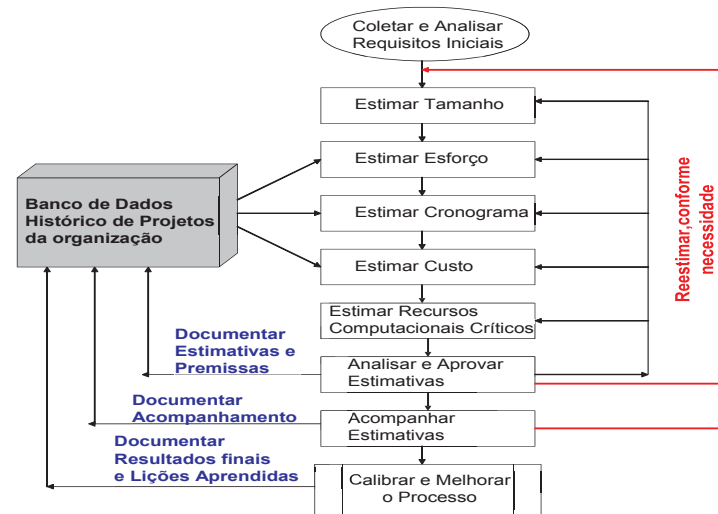 Coletar e Analisar
Requisitos Iniciais
Estimar Tamanho
Estimar Esforço
Banco de Dados
Histórico de Projetos
da organização
Estimar Cronograma
Estimar Custo
Estimar Recursos
Computacionais Críticos
Reestimar,conforme
necessidade
Documentar
Estimativas e
Premissas
Analisar e Aprovar
Estimativas
Documentar
Acompanhamento
Acompanhar
Estimativas
Documentar
Resultados finais
e Lições Aprendidas
Calibrar e Melhorar
o Processo